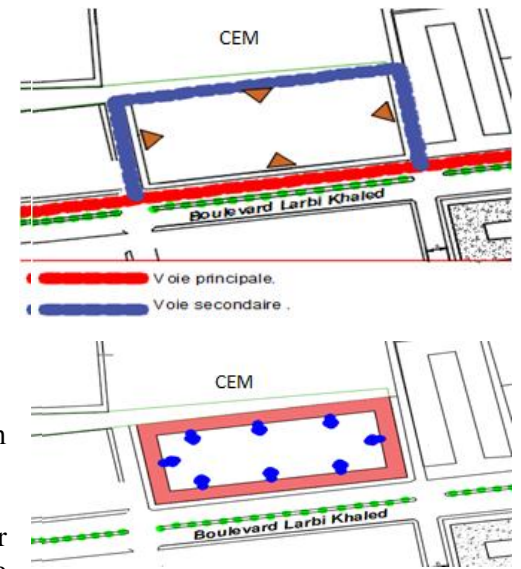 CEM
Boulevard Larbi Khaled
Voie principale.
Voie secondaire .
CEM
Boulevard Larbi Khaled